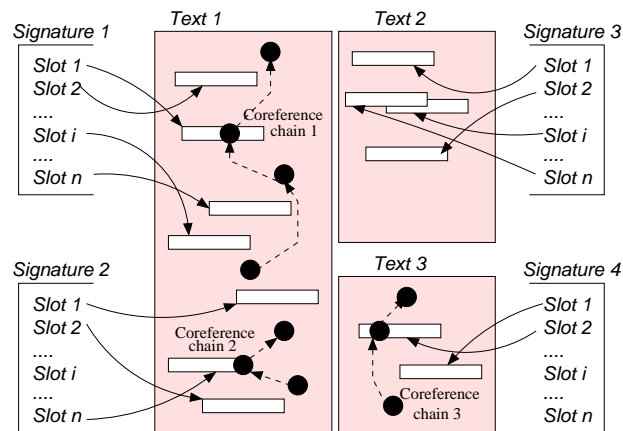 Signature 1
Slot 1
Slot 2
....
Slot i
....
Slot n
Text 1
Coreference
chain 1
Text 2
Signature 3
Slot 1
Slot 2
....
Slot i
....
Slot n
Signature 2
Slot 1
Slot 2
....
Slot i
....
Slot n
Coreference
chain 2
Text 3
Coreference
chain 3
Signature 4
Slot 1
Slot 2
....
Slot i
....
Slot n